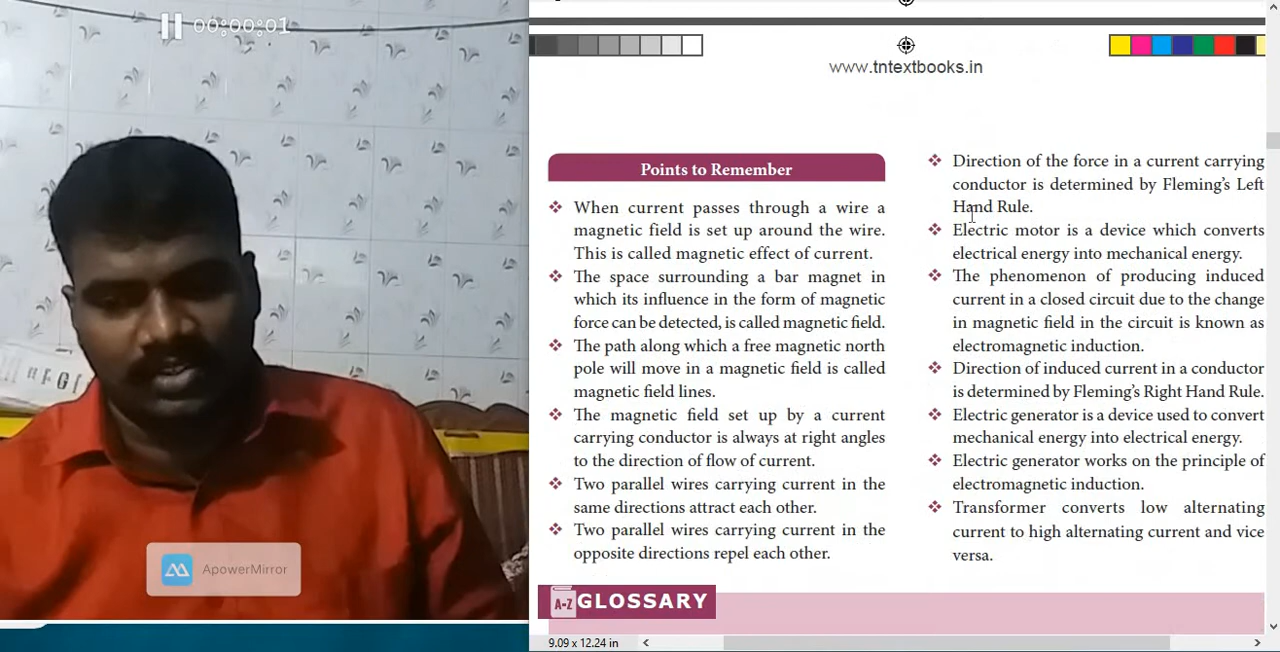 00:00:01
ApowerMirror
www.tntextbooks.in
Points to Remember
When current passes through a wire a
magnetic field is set up around the wire.
This is called magnetic effect of current.
The space surrounding a bar magnet in
which its influence in the form of magnetic
force can be detected, is called magnetic field.
The path along which a free magnetic north
pole will move in a magnetic field is called
magnetic field lines.
The magnetic field set up by a current
carrying conductor is always at right angles
to the direction of flow of current.
Two parallel wires carrying current in the
same directions attract each other.
Two parallel wires carrying current in the
opposite directions repel each other.
Direction of the force in a current carrying
conductor is determined by Fleming’s Left
Hand Rule.
Electric motor is a device which converts
electrical energy into mechanical energy.
The phenomenon of producing induced
current in a closed circuit due to the change
in magnetic field in the circuit is known as
electromagnetic induction.
Direction of induced current in a conductor
is determined by Fleming’s Right Hand Rule.
Electric generator is a device used to convert
mechanical energy into electrical energy.
Electric generator works on the principle of
electromagnetic induction.
Transformer converts low alternating
current to high alternating current and vice
versa.
A-Z GLOSSARY
9.09 x 12.24 in